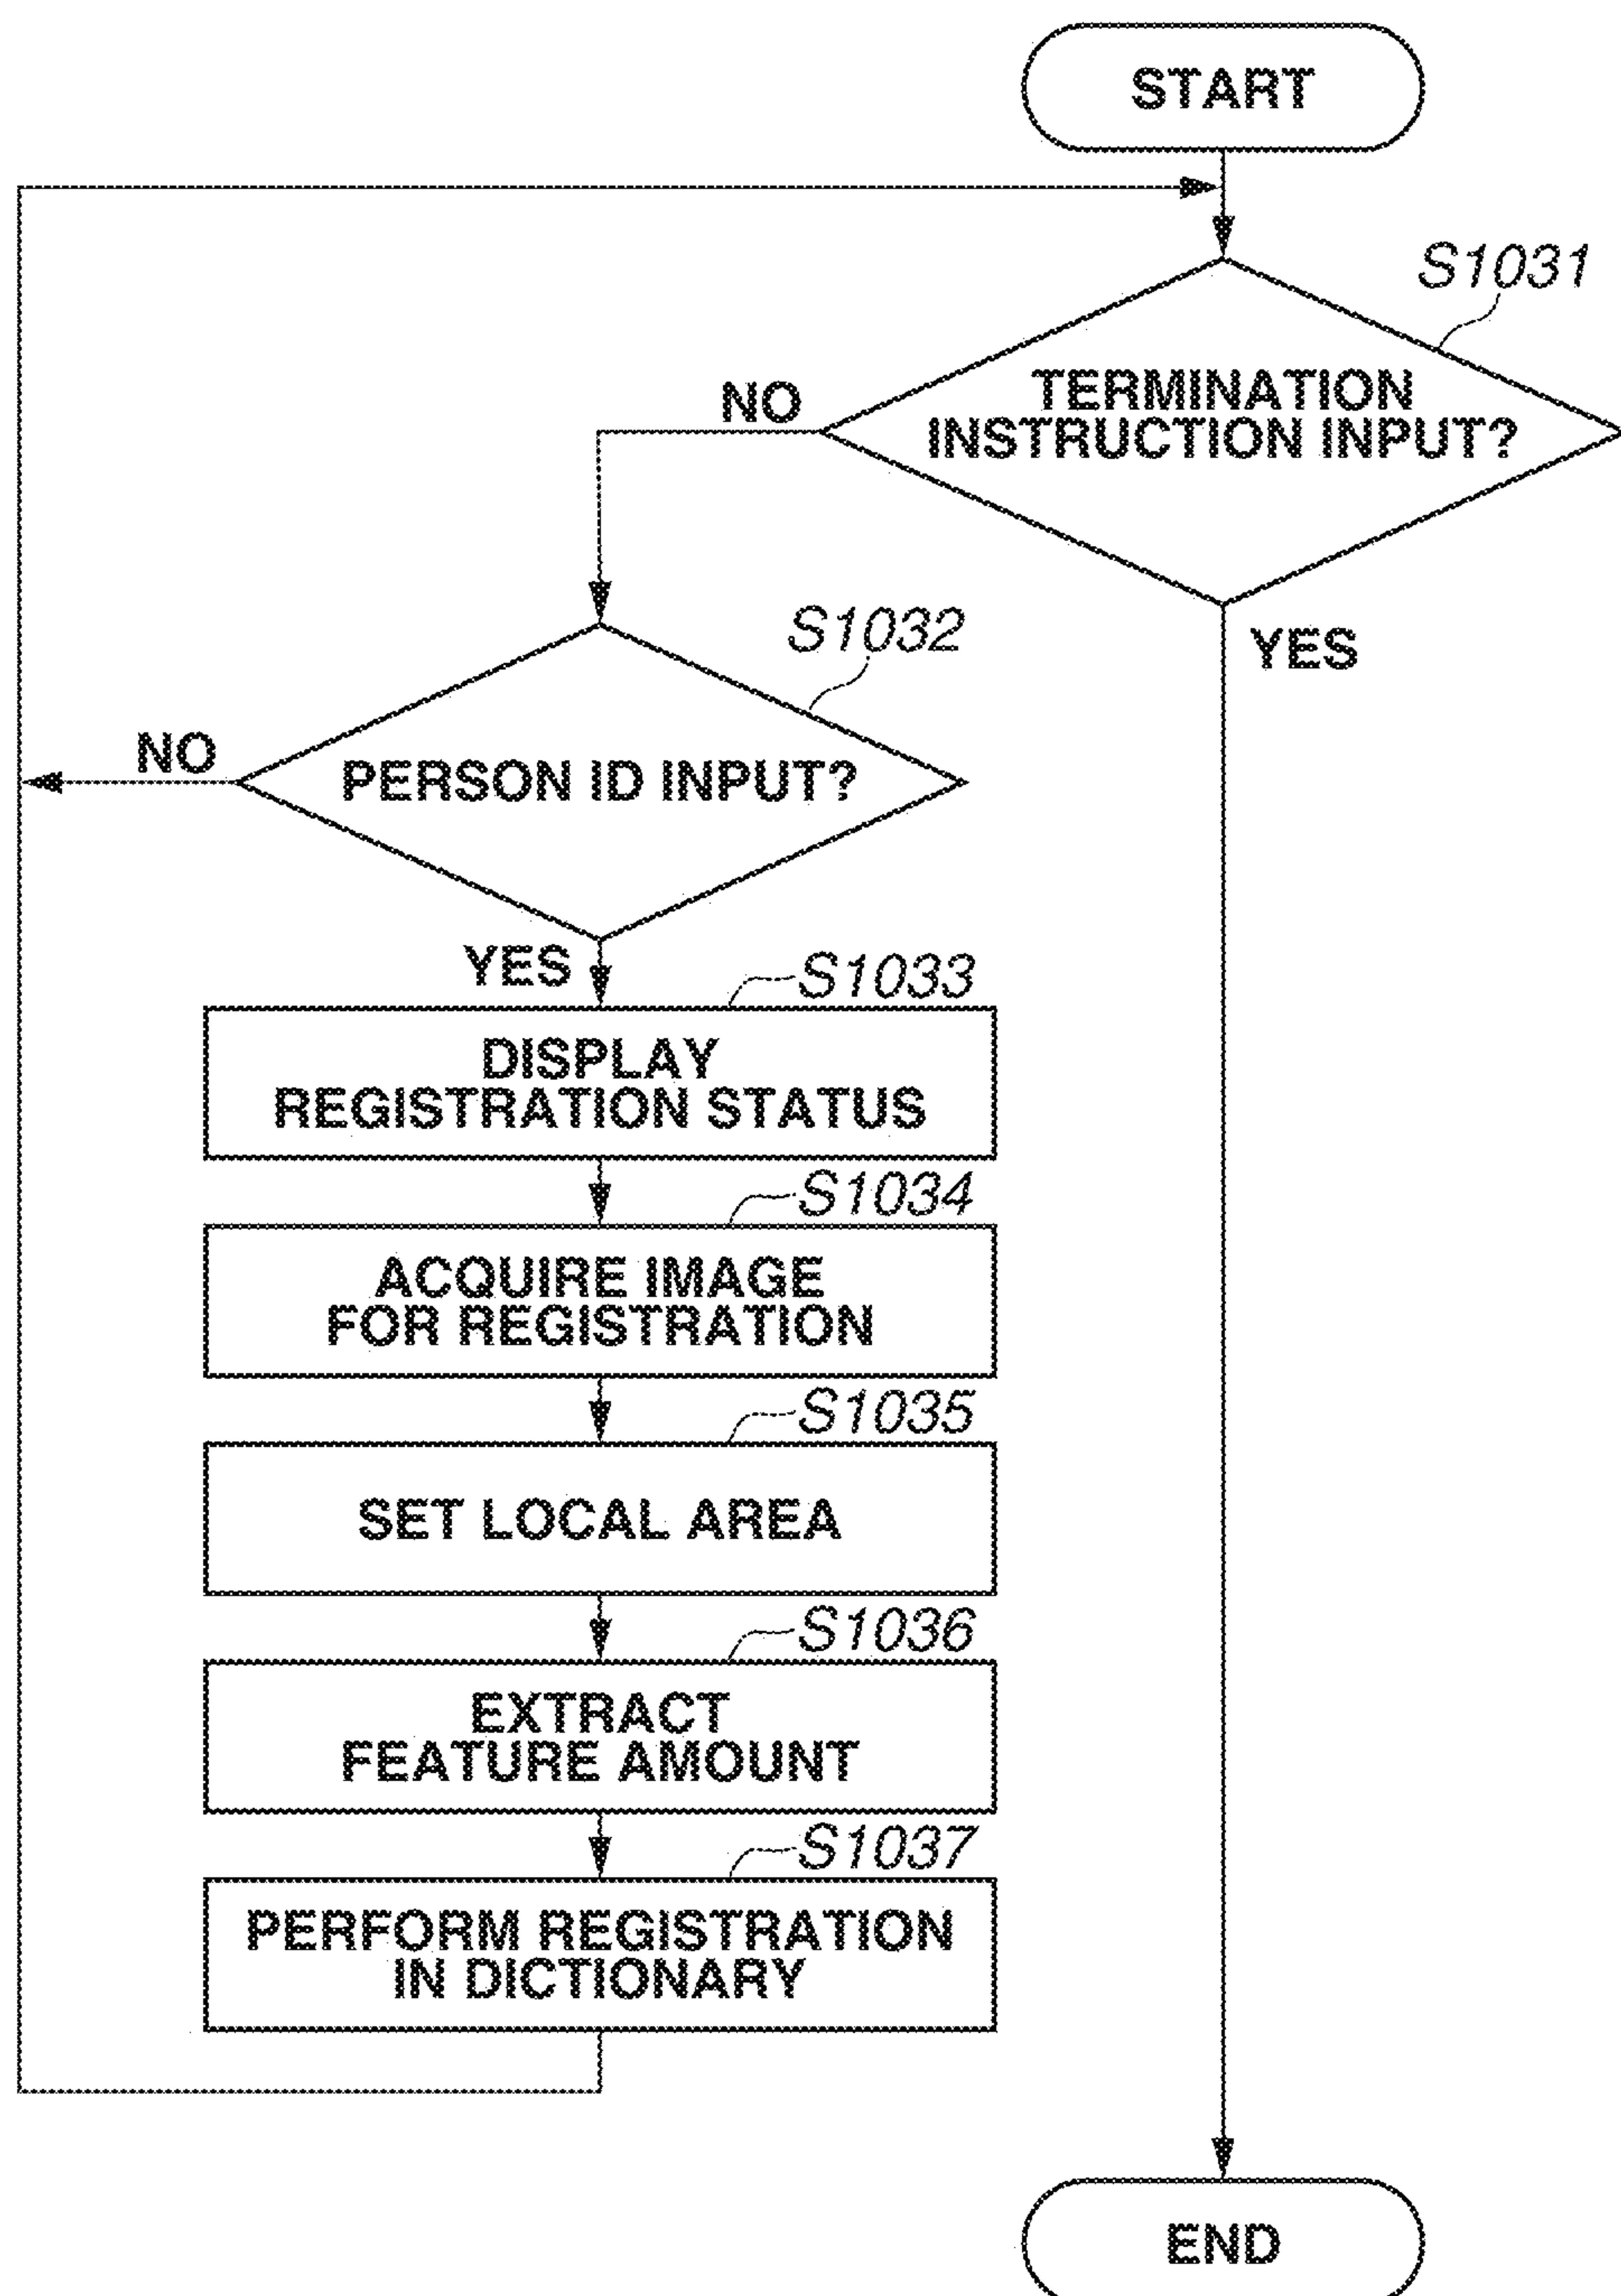 START
S1031
TERMINATION
INSTRUCTION INPUT?
NO
S1032
YES
PERSON ID INPUT?
NO
YES
S1033
DISPLAY
REGISTRATION STATUS
S1034
ACQUIRE IMAGE
FOR REGISTRATION
S1035
SET LOCAL AREA
S1036
EXTRACT
FEATURE AMOUNT
S1037
PERFORM REGISTRATION
IN DICTIONARY
END